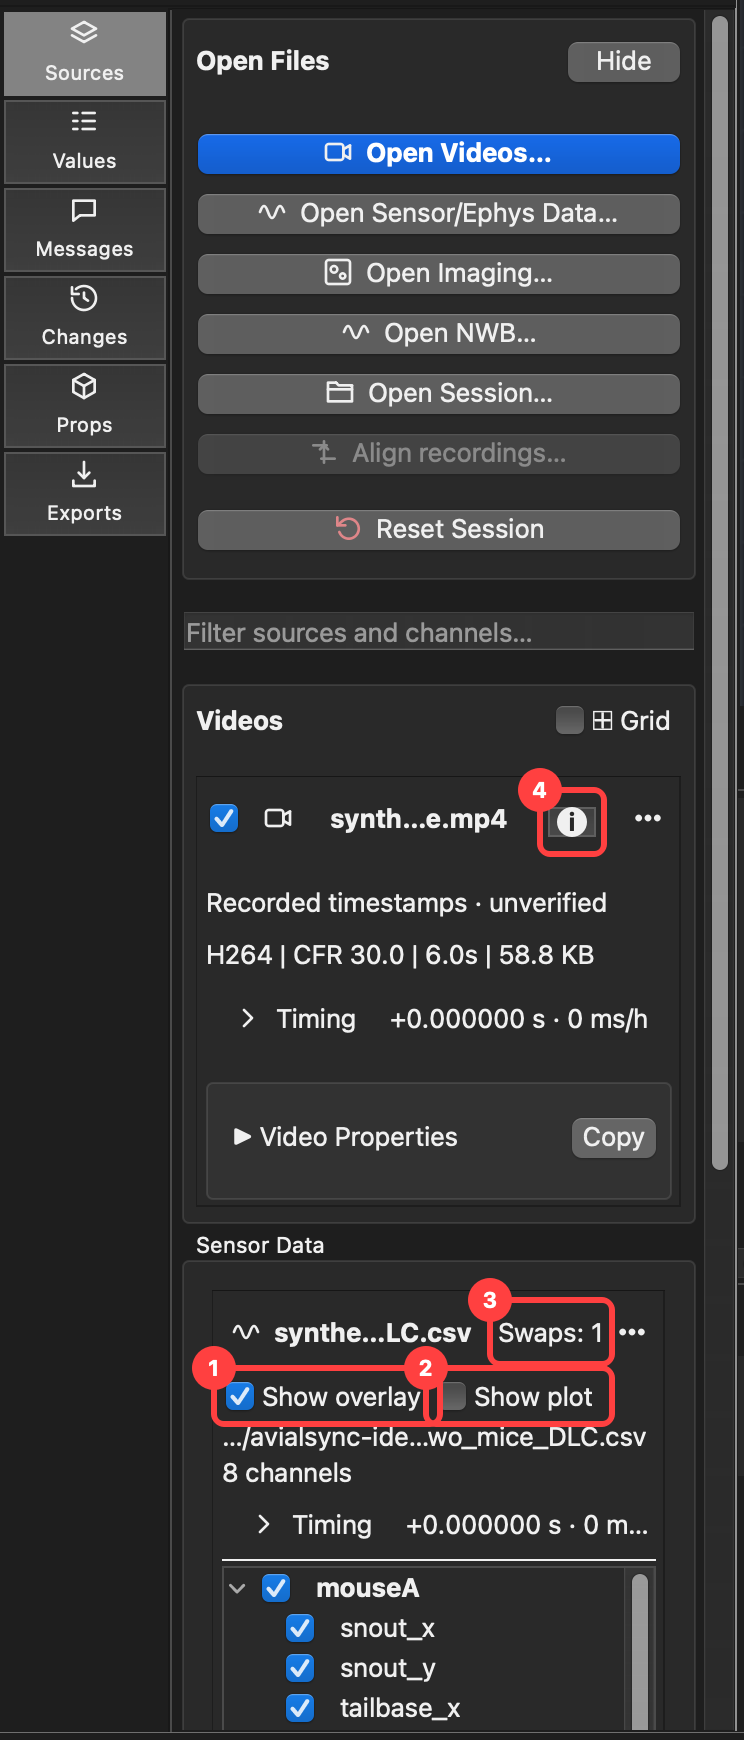 Sources
Values
Messages
Changes
Props
Exports
Open Files
Hide
Open Videos...
Open Sensor/Ephys Data...
Open Imaging...
Open NWB...
Open Session...
Align recordings...
Reset Session
Filter sources and channels...
Videos
Grid
4
synth...e.mp4
Recorded timestamps · unverified
H264 | CFR 30.0 | 6.0s | 58.8 KB
Timing +0.000000 s · 0 ms/h
Video Properties
Copy
Sensor Data
3
synthe...LC.csv Swaps: 1
1
2
Show overlay
Show plot
.../avialsync-ide...wo_mice_DLC.csv
8 channels
Timing +0.000000 s · 0 m...
mouseA
snout_x
snout_y
tailbase_x